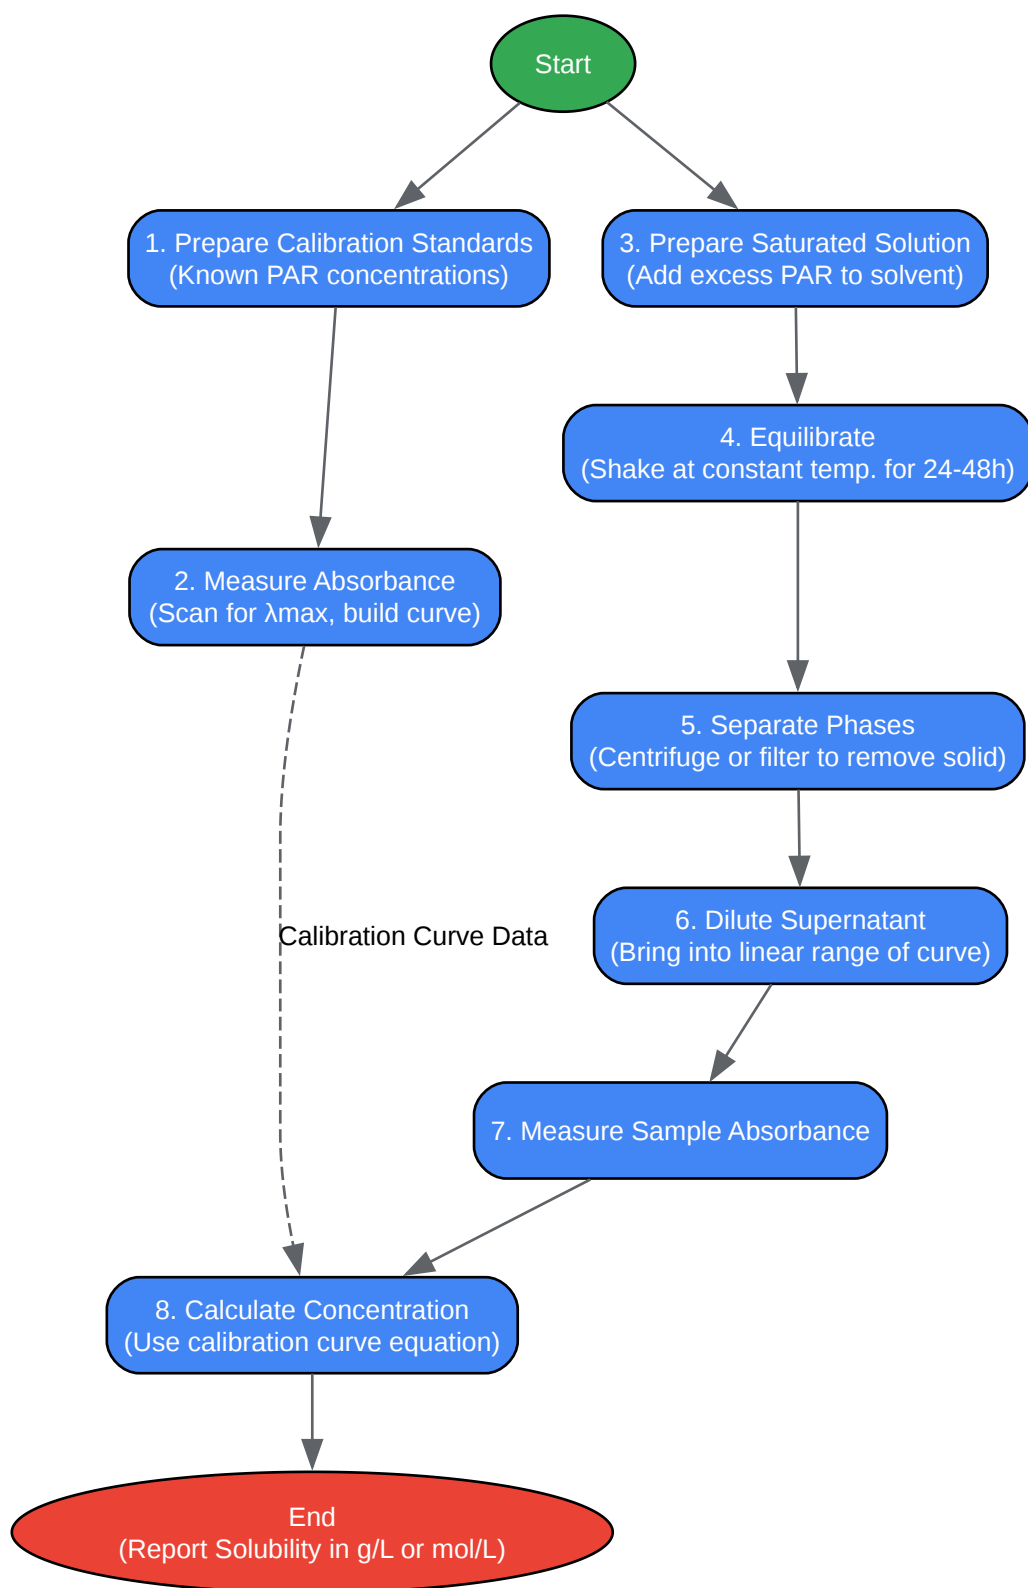 Start
1. Prepare Calibration Standards
(Known PAR concentrations)
3. Prepare Saturated Solution
(Add excess PAR to solvent)
4. Equilibrate
(Shake at constant temp. for 24-48h)
2. Measure Absorbance
(Scan for λmax, build curve)
5. Separate Phases
(Centrifuge or filter to remove solid)
6. Dilute Supernatant
(Bring into linear range of curve)
Calibration Curve Data
7. Measure Sample Absorbance
8. Calculate Concentration
(Use calibration curve equation)
End
(Report Solubility in g/L or mol/L)